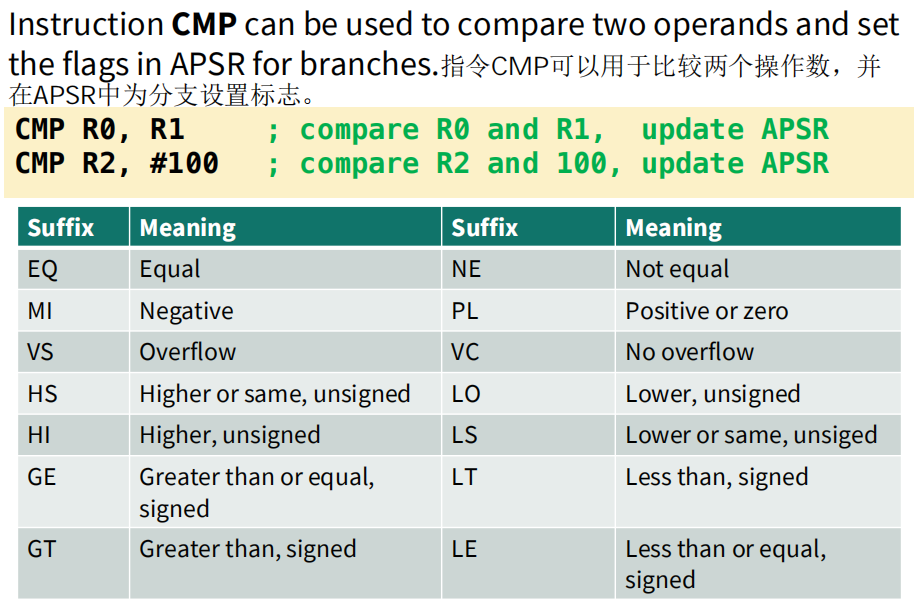 Instruction CMP can be used to compare two operands and set
the flags in APSR for branches.指令CMP可以用于比较两个操作数，并
在APSR中为分支设置标志。
CMP R0, R1 ; compare R0 and R1, update APSR
CMP R2, #100 ; compare R2 and 100, update APSR
Suffix Meaning Suffix Meaning
EQ Equal NE Not equal
MI Negative PL Positive or zero
VS Overflow VC No overflow
HS Higher or same, unsigned LO Lower, unsigned
HI Higher, unsigned LS Lower or same, unsiged
GE Greater than or equal, LT Less than, signed
signed
GT Greater than, signed LE Less than or equal,
signed